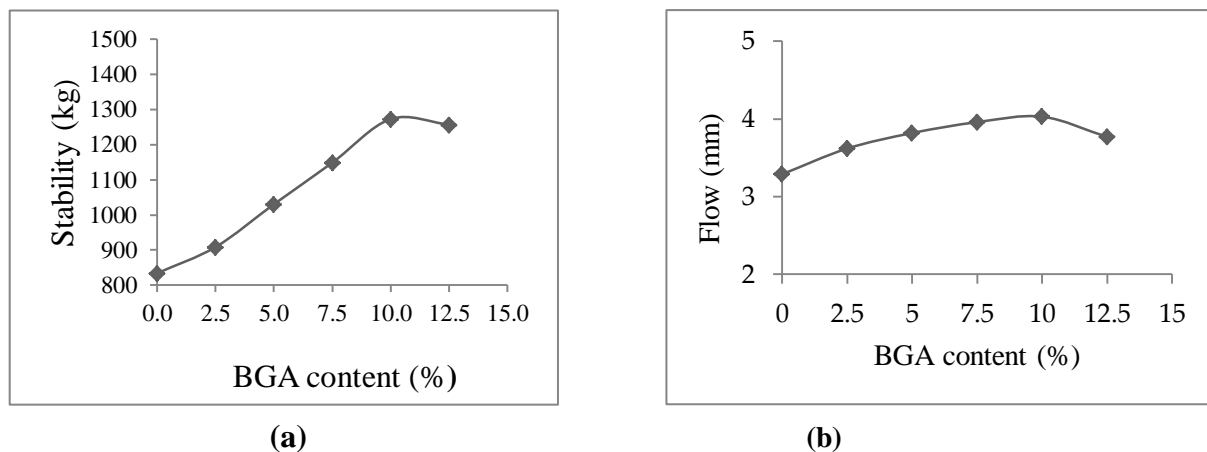 1500
1400
1300
1200
1100
1000
900
800
Stability (kg)
0.0 2.5 5.0 7.5 10.0 12.5 15.0
BGA content (%)
(a)
5
4
3
2
Flow (mm)
0 2.5 5 7.5 10 12.5 15
BGA content (%)
(b)